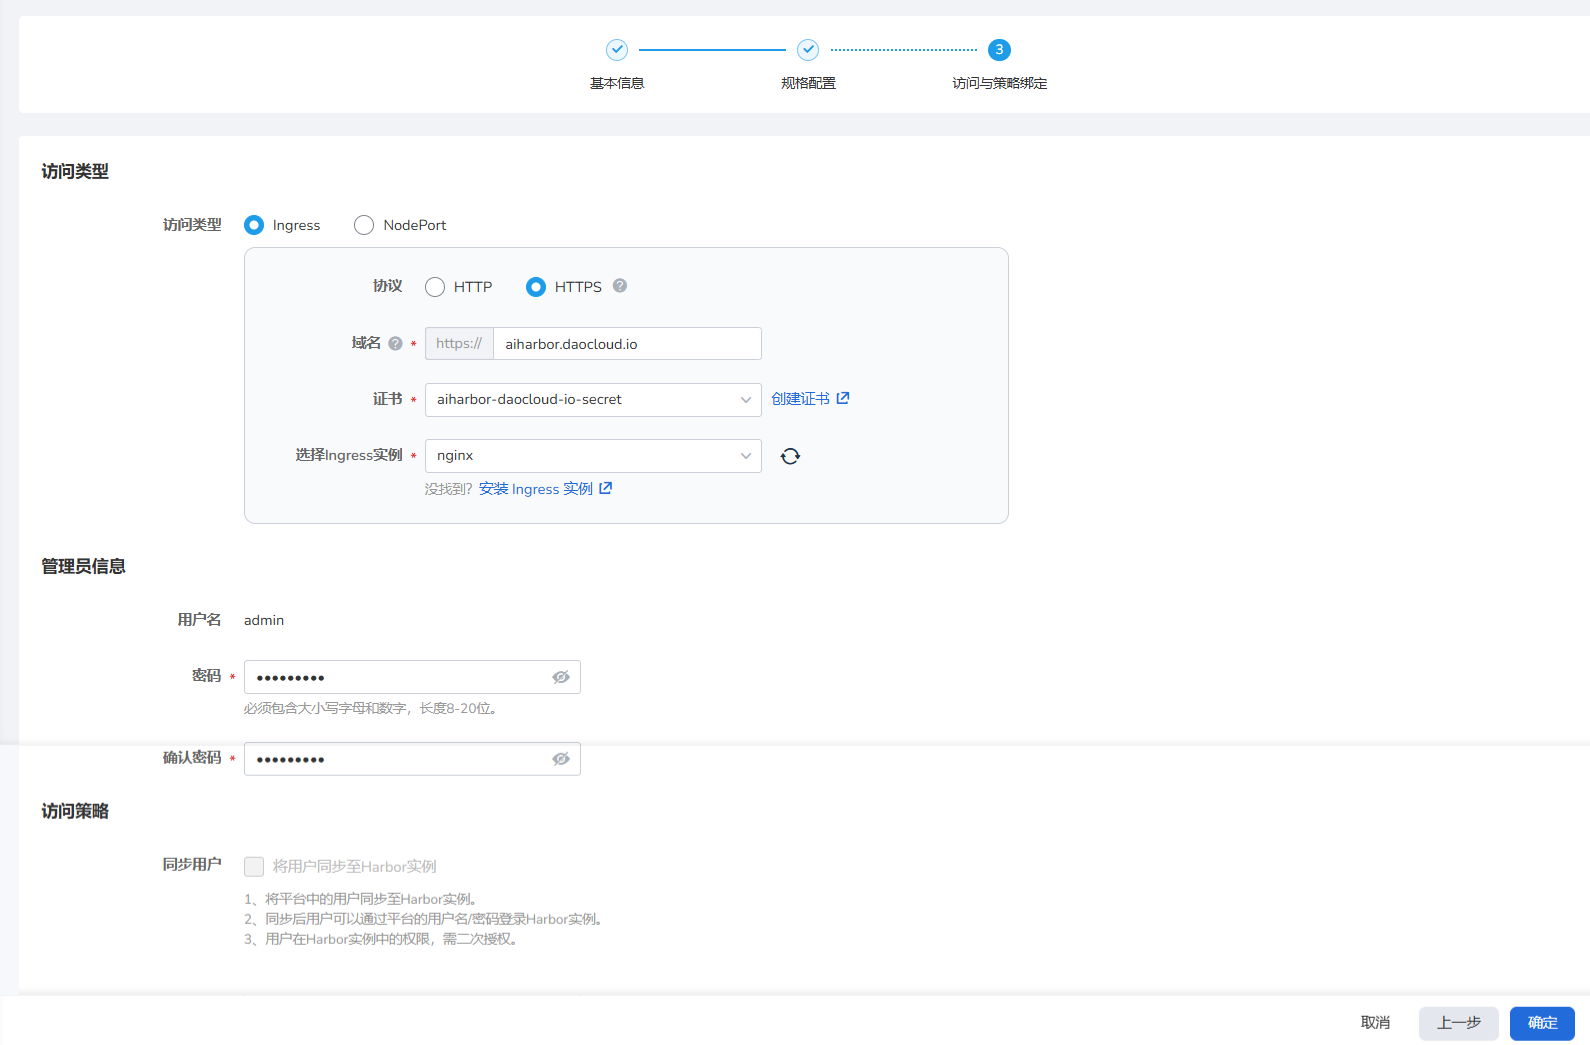 3
基本信息
规格配置
访问与策略绑定
访问类型
访问类型 Ingress NodePort
协议 HTTP HTTPS ?
域名 ? * https:// aiharbor.daocloud.io
证书 * aiharbor-daocloud-io-secret 创建证书
选择Ingress实例 * nginx
没找到? 安装 Ingress 实例
管理员信息
用户名 admin
密码 * •••••••••
必须包含大小写字母和数字，长度8-20位。
确认密码 * •••••••••
访问策略
同步用户 将用户同步至Harbor实例
1、将平台中的用户同步至Harbor实例。
2、同步后用户可以通过平台的用户名/密码登录Harbor实例。
3、用户在Harbor实例中的权限，需二次授权。
取消 上一步 确定